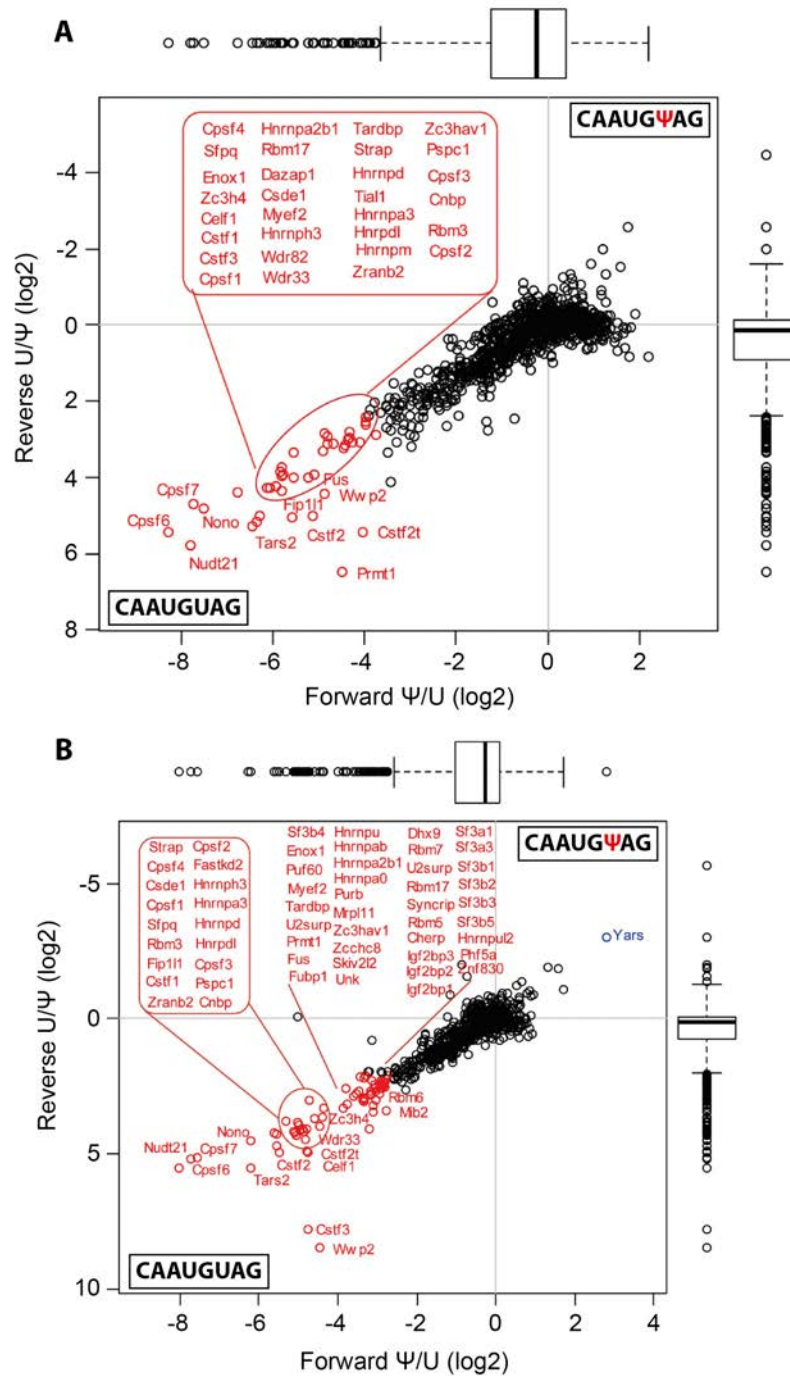 A
CAAUGΨAG
Cpsf4 Hnrnpa2b1 Tardbp Zc3hav1
Sfpq Rbm17 Strap Pspc1
Enox1 Dazap1 Hnrnpd Cpsf3
Zc3h4 Csde1 Tial1 Cnbp
Celf1 Myef2 Hnrnpa3
Cstf1 Hnrnph3 Hnrpdl Rbm3
Cstf3 Wdr82 Hnrnpm Cpsf2
Cpsf1 Wdr33 Zranb2
-4
-2
0
2
4
6
8
Reverse U/Ψ (log2)
Fus
Cpsf7 Wwp2
Fip1l1
Cpsf6 Nono
Tars2 Cstf2 Cstf2t
Nudt21
Prmt1
CAAUGUAG
-8 -6 -4 -2 0 2
Forward Ψ/U (log2)
B
CAAUGΨAG
Strap Cpsf2
Cpsf4 Fastkd2
Csde1 Hnrnph3
Cpsf1 Hnrnpa3
Sfpq Hnrnpd
Rbm3 Hnrpdl
Fip1l1 Cpsf3
Cstf1 Pspc1
Zranb2 Cnbp
Sf3b4 Hnrnpu
Enox1 Hnrnpab
Puf60 Hnrnpa2b1
Myef2 Hnrnpa0
Tardbp Purb
U2surp Mrpl11
Prmt1 Zc3hav1
Fus Zcchc8
Fubp1 Skiv2l2
Unk
Dhx9 Sf3a1
Rbm7 Sf3a3
U2surp Sf3b1
Rbm17 Sf3b2
Syncrip Sf3b3
Rbm5 Sf3b5
Cherp Hnrnpul2
Igf2bp3 Phf5a
Igf2bp2 Znf830
Igf2bp1
Yars
-5
0
5
10
Reverse U/Ψ (log2)
Rbm6
Mib2
Zc3h4
Nono Wdr33
Nudt21 Cpsf7 Cstf2t
Cpsf6 Cstf2 Celf1
Tars2
Cstf3
Wwp2
CAAUGUAG
-8 -6 -4 -2 0 2 4
Forward Ψ/U (log2)